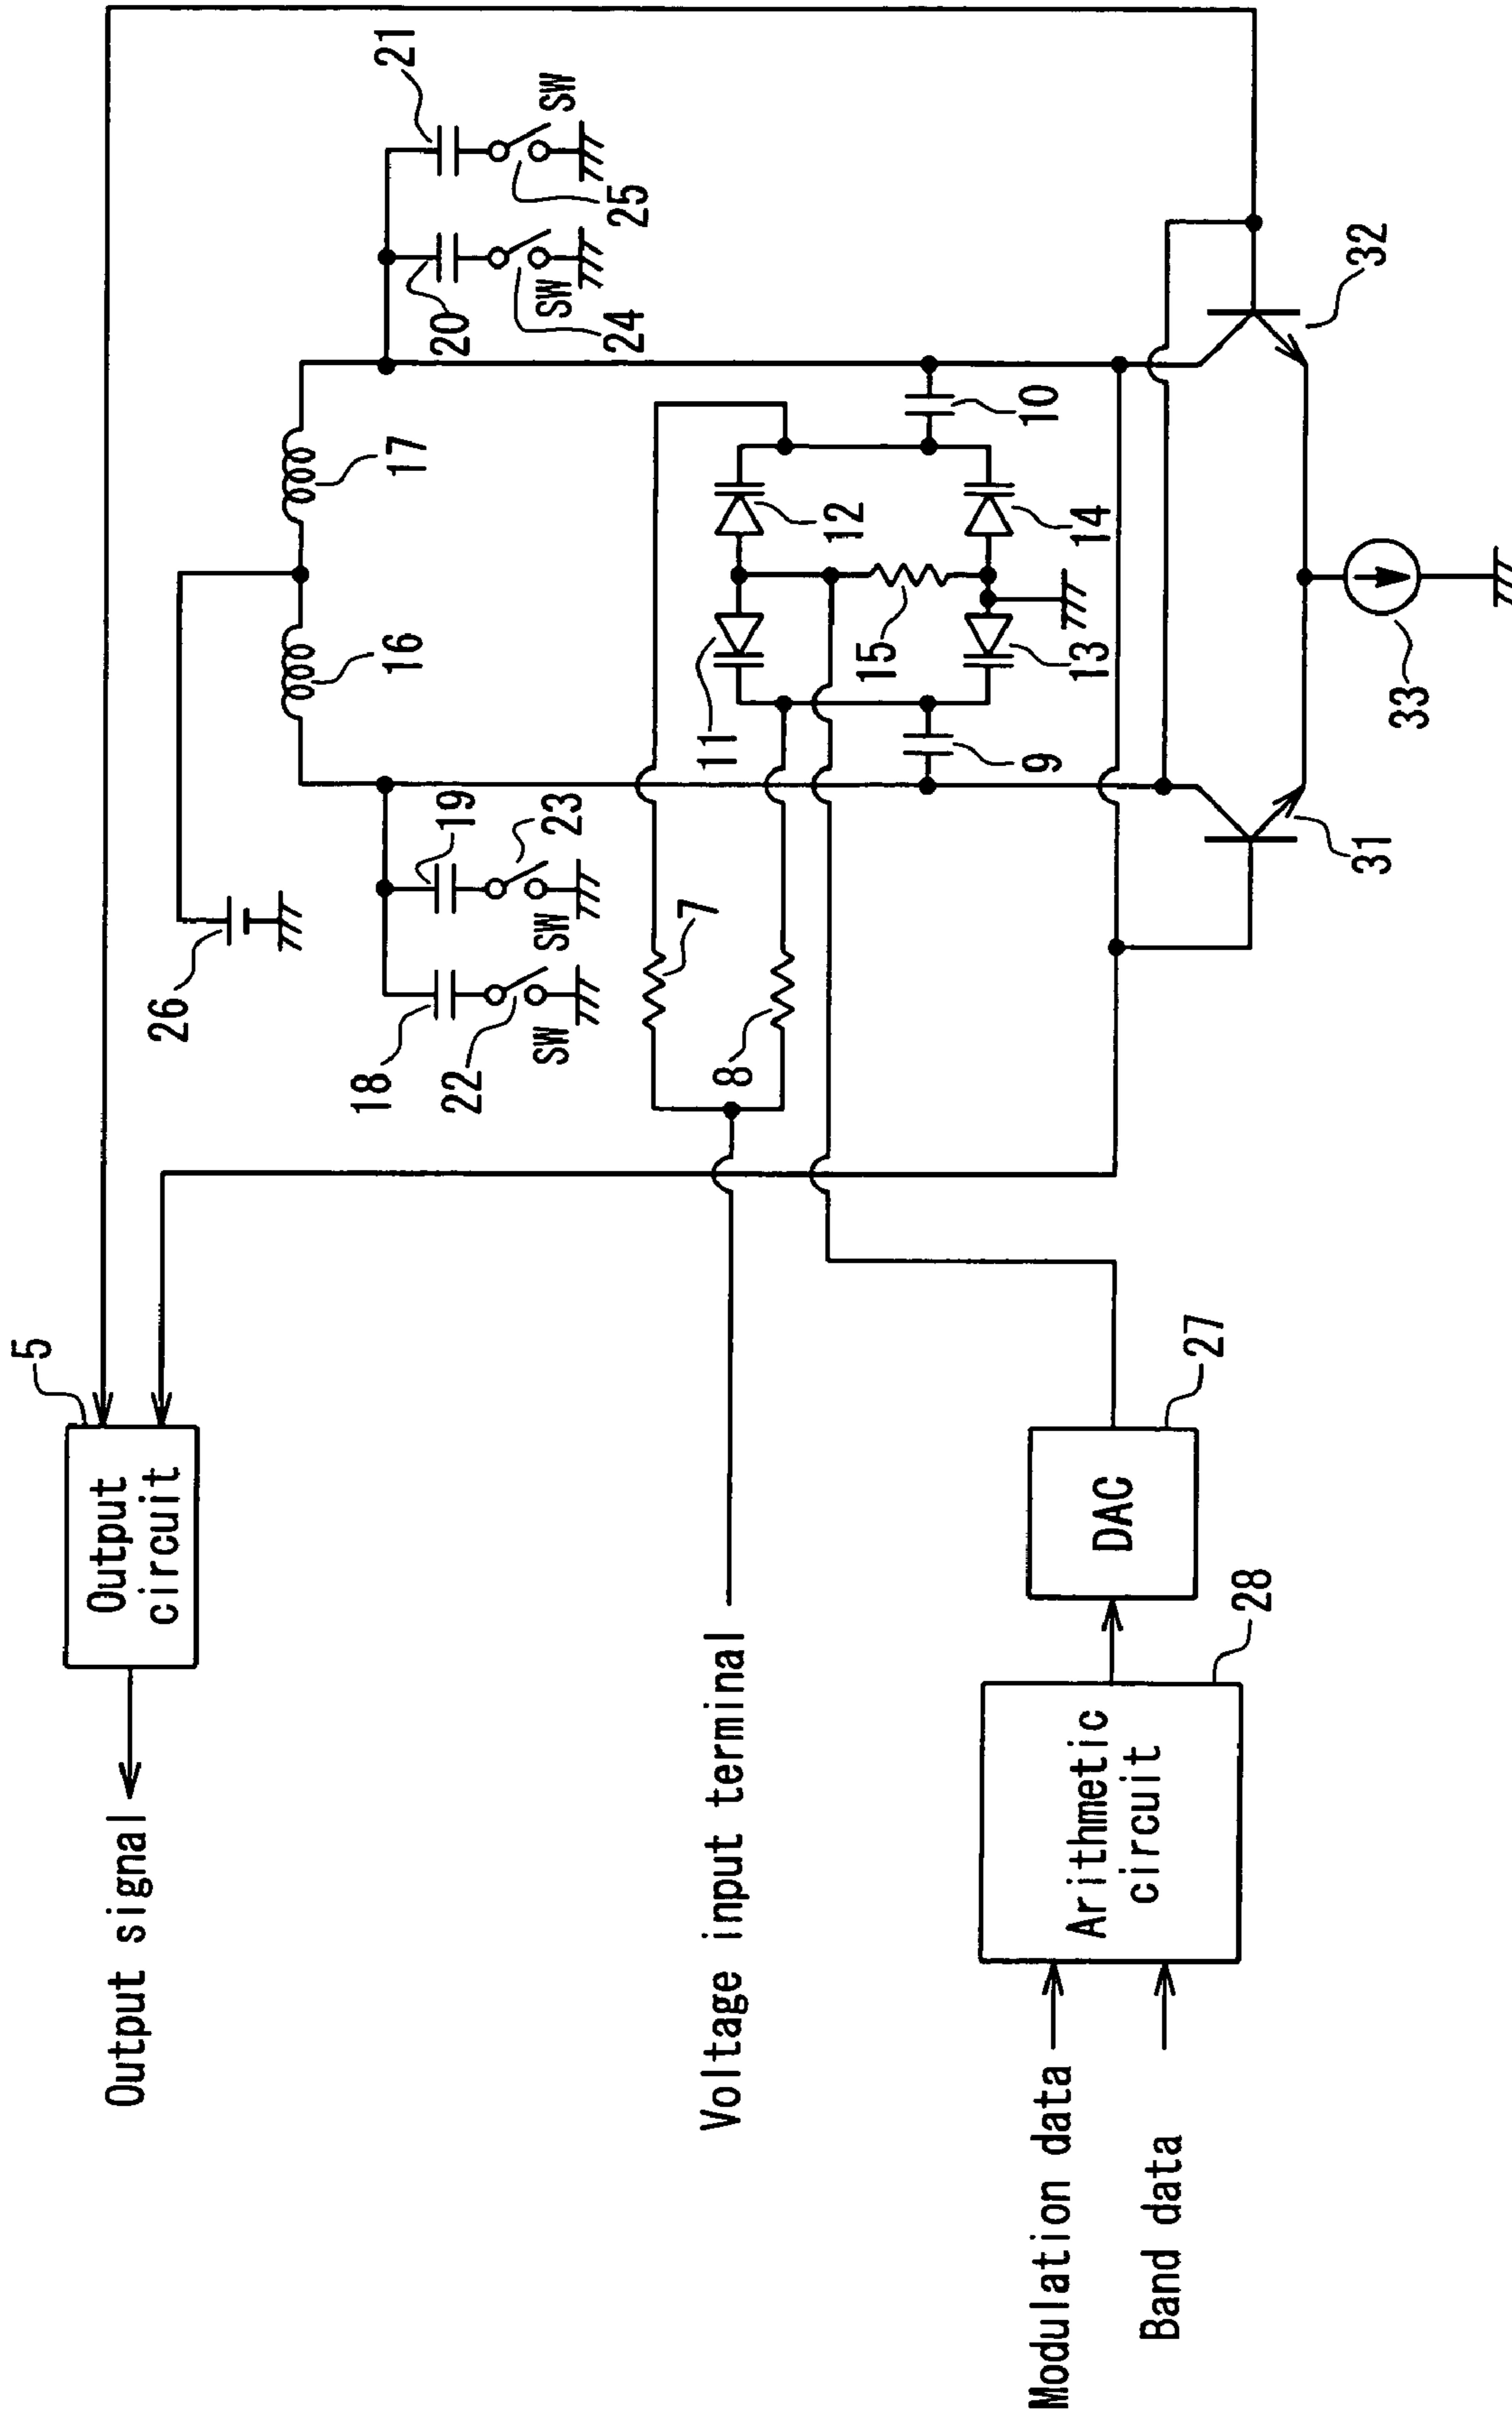 Output signal
Output
circuit
5
26
16
17
18
19
20
21
22
SW
23
SW
24
SW
25
SW
7
8
Voltage input terminal
11
12
15
13
14
9
10
Modulation data
Band data
Arithmetic
circuit
28
DAC
27
31
32
33